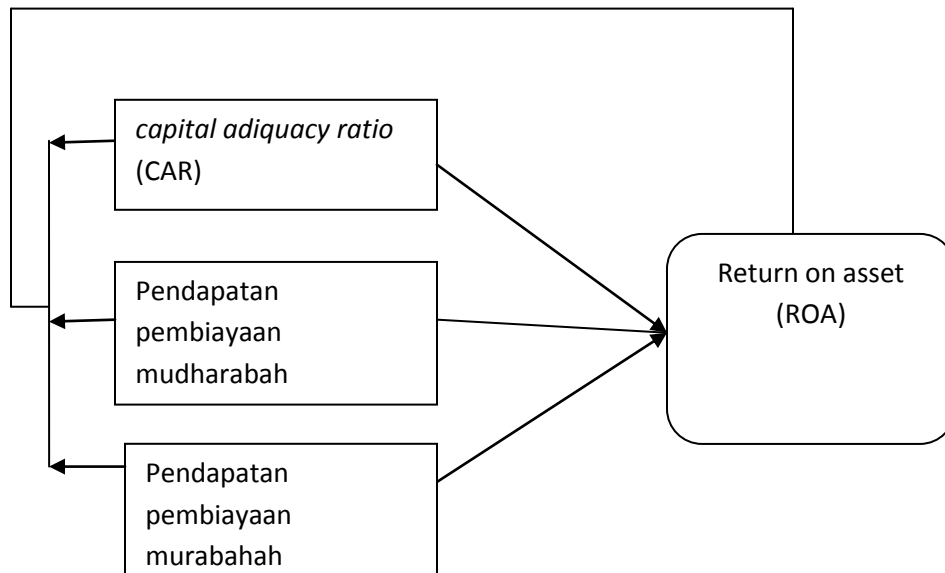 capital adiquacy ratio
(CAR)
Pendapatan
pembiayaan
mudharabah
Pendapatan
pembiayaan
murabahah
Return on asset
(ROA)